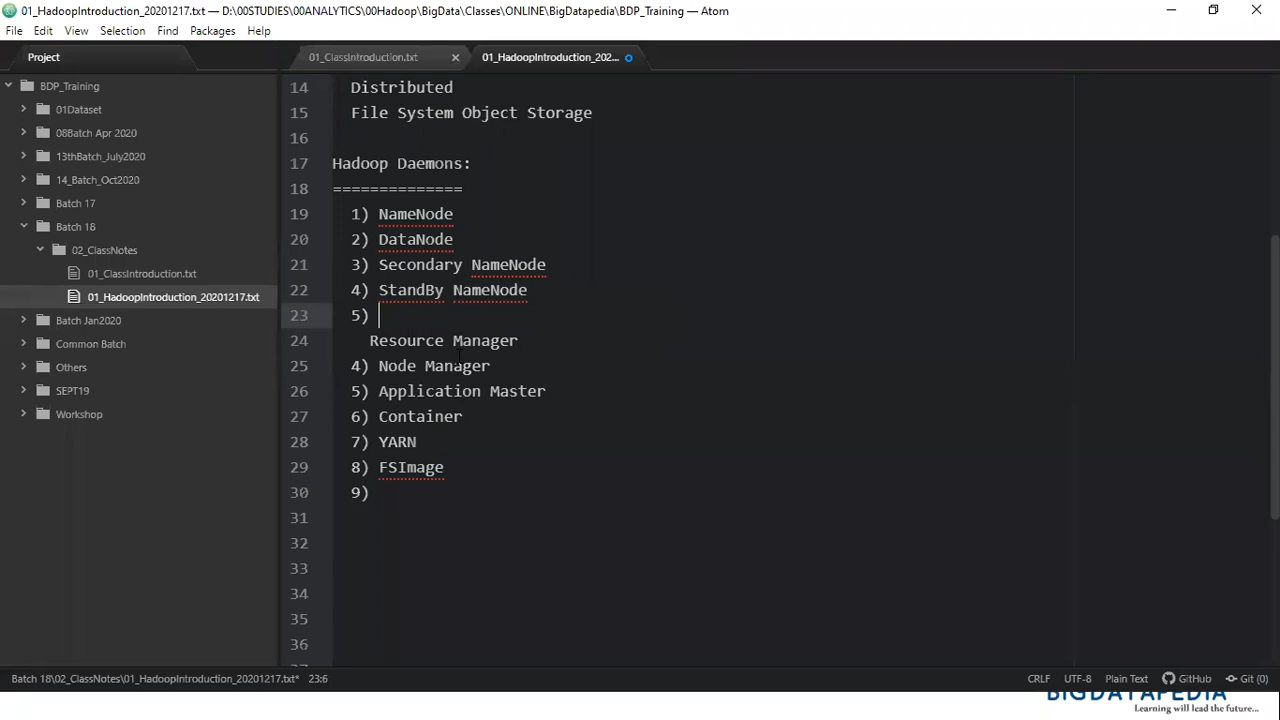 01_HadoopIntroduction_20201217.txt — D:\00STUDIES\00ANALYTICS\00Hadoop\BigData\Classes\ONLINE\BigDatapedia\BDP_Training — Atom
File Edit View Selection Find Packages Help
Project
01_ClassIntroduction.txt
01_HadoopIntroduction_202...
BDP_Training
01Dataset
08Batch Apr 2020
13thBatch_July2020
14_Batch_Oct2020
Batch 17
Batch 18
02_ClassNotes
01_ClassIntroduction.txt
01_HadoopIntroduction_20201217.txt
Batch Jan2020
Common Batch
Others
SEPT19
Workshop
14 Distributed
15 File System Object Storage
16
17 Hadoop Daemons:
18 ==============
19 1) NameNode
20 2) DataNode
21 3) Secondary NameNode
22 4) StandBy NameNode
23 5)
24 Resource Manager
25 4) Node Manager
26 5) Application Master
27 6) Container
28 7) YARN
29 8) FSImage
30 9)
31
32
33
34
35
36
Batch 18\02_ClassNotes\01_HadoopIntroduction_20201217.txt* 23:6
CRLF UTF-8 Plain Text GitHub Git (0)
BIGDATAPEDIA
Learning will lead the future...